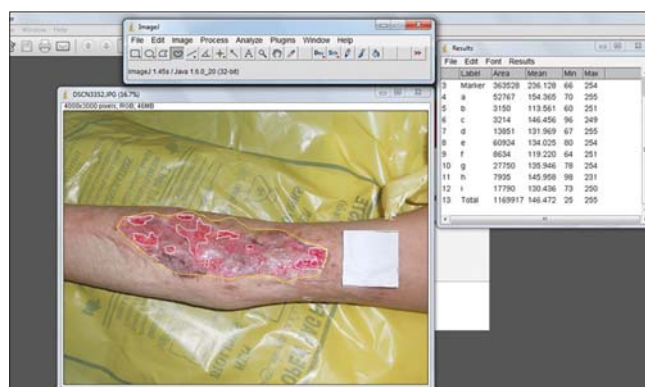 Window Help
ImageJ
File Edit Image Process Analyze Plugins Window Help
ImageJ 1.45s / Java 1.6.0_20 (32-bit)
Results
File Edit Font Results
Label Area Mean Min Max
3 Marker 363528 236.128 66 254
4 a 52767 154.365 70 255
5 b 3150 113.561 60 251
6 c 3214 146.456 96 249
7 d 13851 131.969 67 255
8 e 60924 134.025 80 254
9 f 8634 119.220 64 251
10 g 27750 135.946 78 254
11 h 7935 145.958 98 231
12 i 17790 130.436 73 250
13 Total 1169917 146.472 25 255
DSCN3352.JPG (16.7%)
4000x3000 pixels, RGB, 46MB